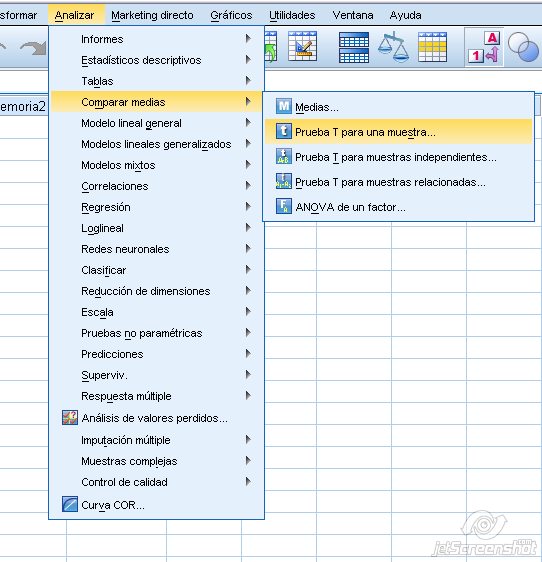 sformar Analizar Marketing directo Gráficos Utilidades Ventana Ayuda
Informes
Estadísticos descriptivos
Tablas
emoria2 Comparar medias
Medias...
Modelo lineal general
Prueba T para una muestra...
Modelos lineales generalizados
Prueba T para muestras independientes...
Modelos mixtos
Prueba T para muestras relacionadas...
Correlaciones
ANOVA de un factor...
Regresión
Loglineal
Redes neuronales
Clasificar
Reducción de dimensiones
Escala
Pruebas no paramétricas
Predicciones
Superviv.
Respuesta múltiple
Análisis de valores perdidos...
Imputación múltiple
Muestras complejas
Control de calidad
Curva COR...
jetScreenshot.com